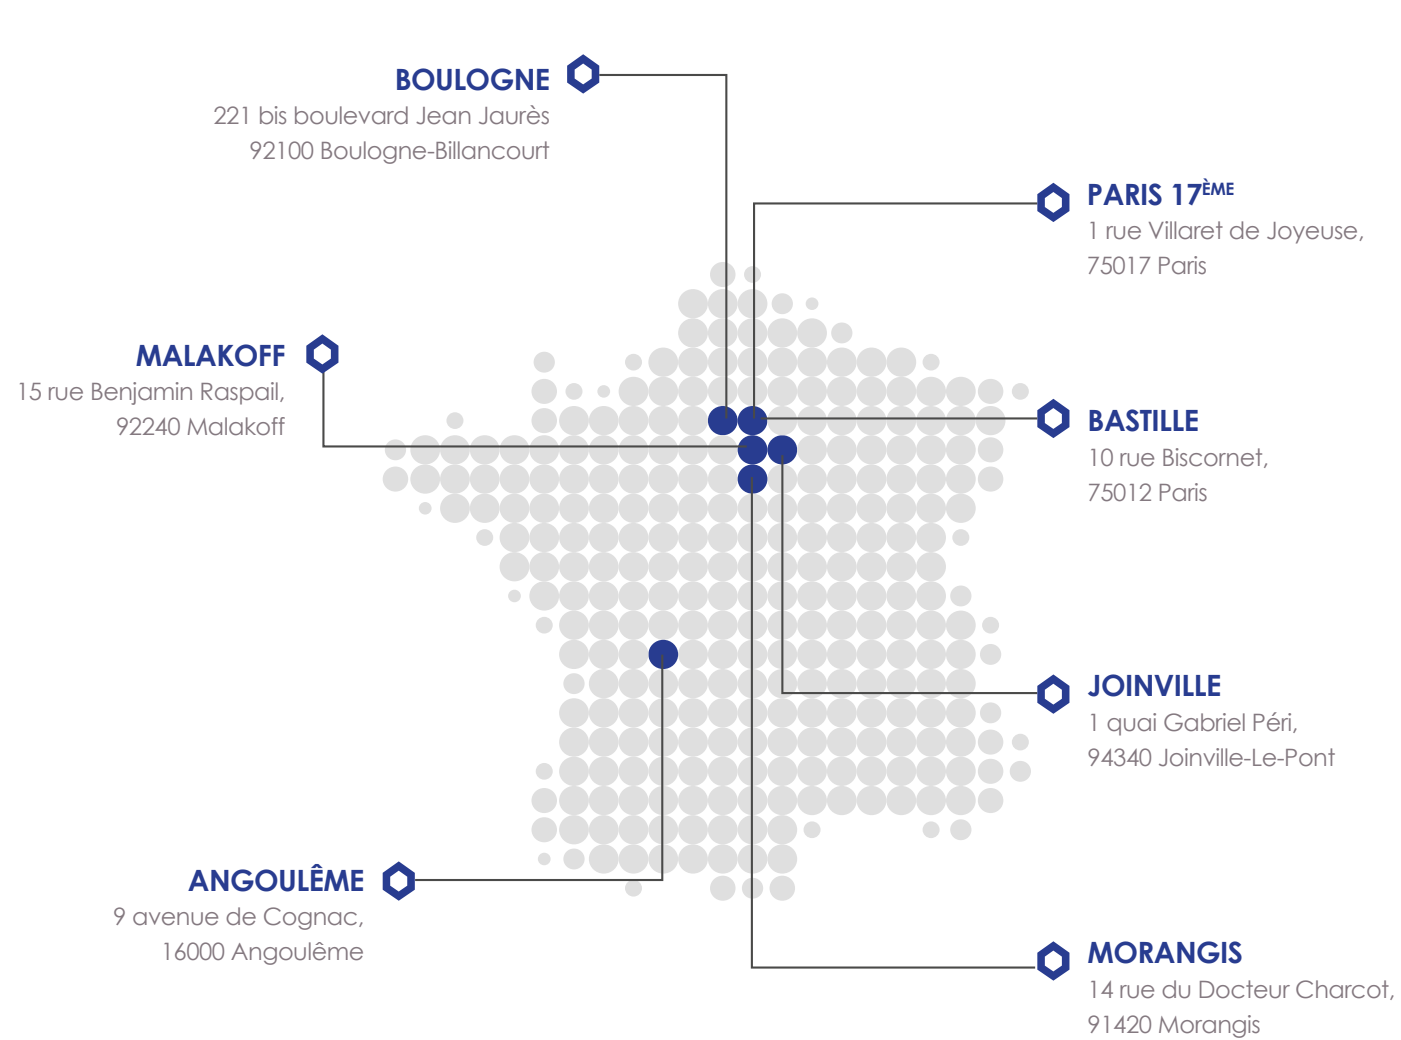 BOULOGNE
221 bis boulevard Jean Jaurès
92100 Boulogne-Billancourt
PARIS 17ÈME
1 rue Villaret de Joyeuse,
75017 Paris
MALAKOFF
15 rue Benjamin Raspail,
92240 Malakoff
BASTILLE
10 rue Biscornet,
75012 Paris
JOINVILLE
1 quai Gabriel Péri,
94340 Joinville-Le-Pont
ANGOULÊME
9 avenue de Cognac,
16000 Angoulême
MORANGIS
14 rue du Docteur Charcot,
91420 Morangis